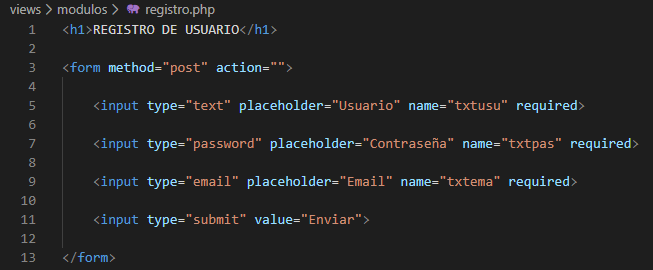 views > modulos > registro.php
1 <h1>REGISTRO DE USUARIO</h1>
2
3 <form method="post" action="">
4
5 <input type="text" placeholder="Usuario" name="txtusu" required>
6
7 <input type="password" placeholder="Contraseña" name="txtpas" required>
8
9 <input type="email" placeholder="Email" name="txtema" required>
10
11 <input type="submit" value="Enviar">
12
13 </form>